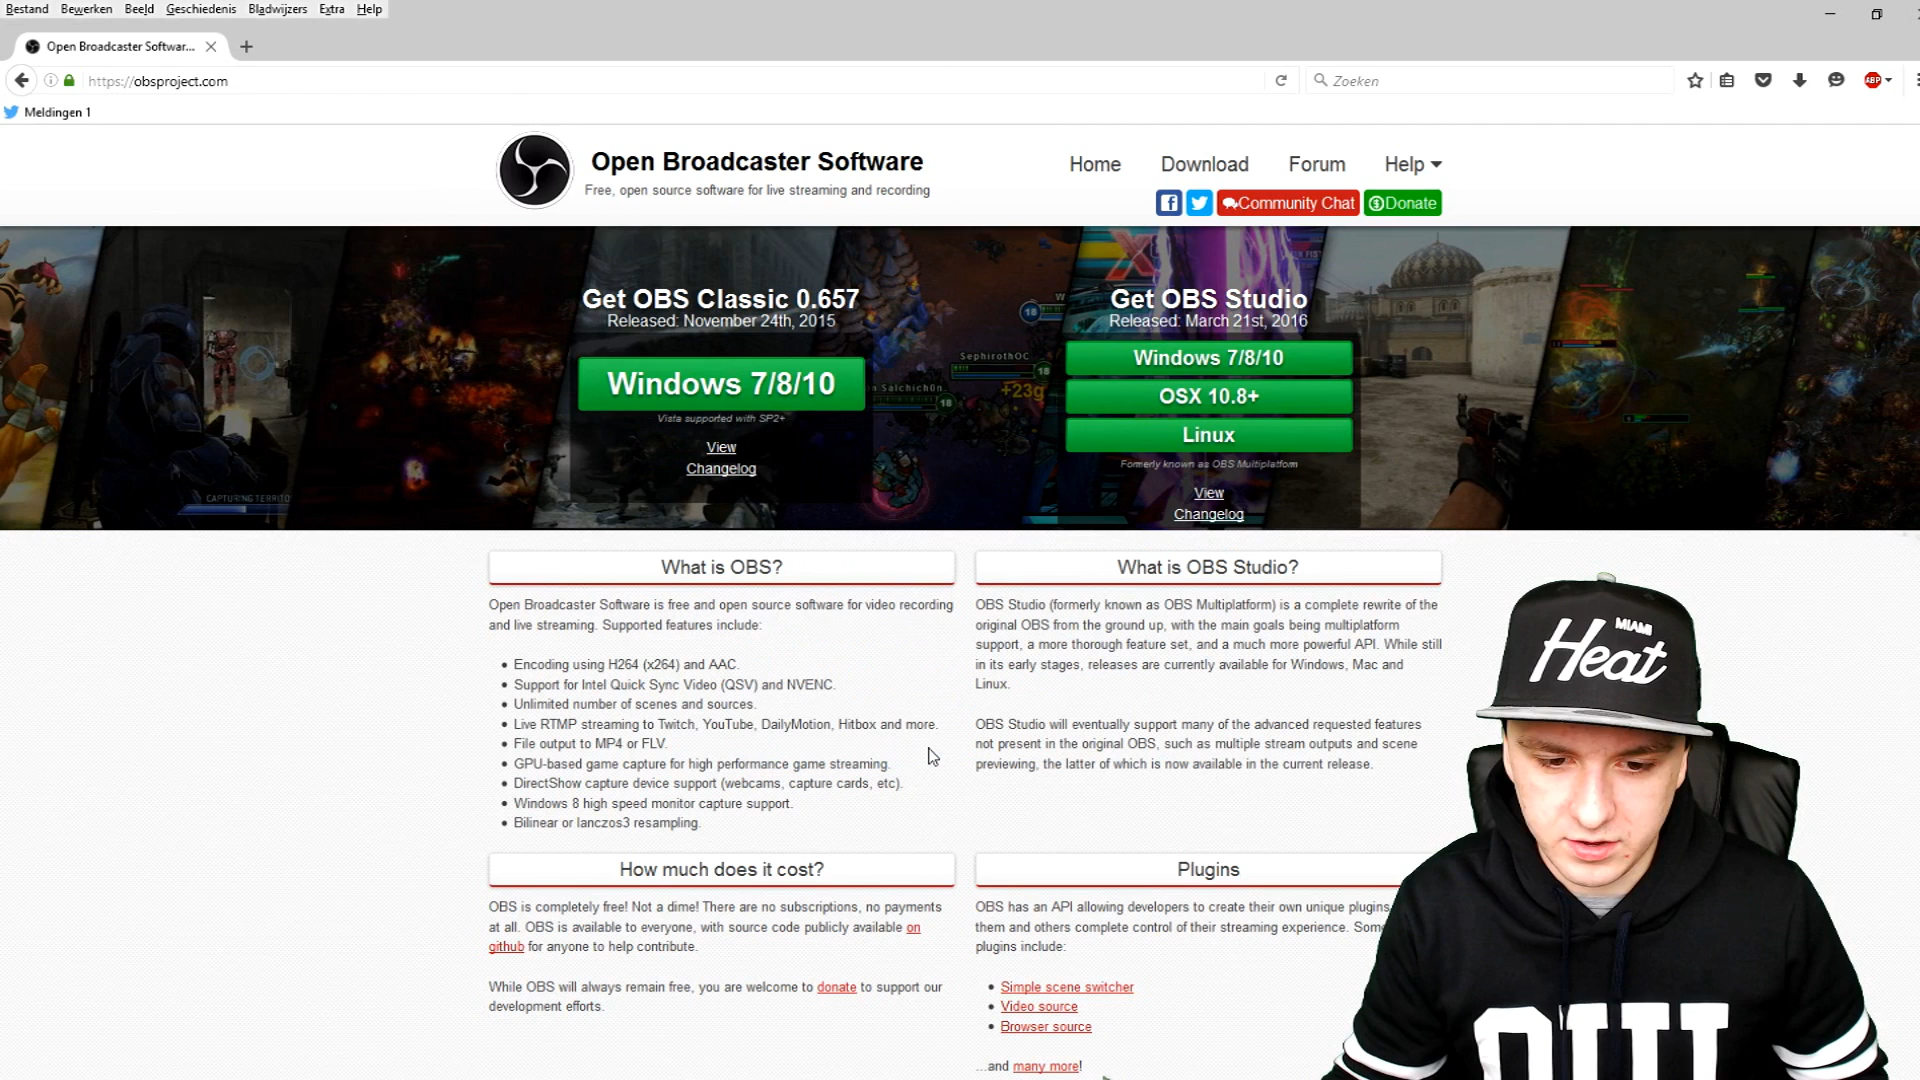 Bestand Bewerken Beeld Geschiedenis Bladwijzers Extra Help
Open Broadcaster Softwar...
https://obsproject.com
Zoeken
ABP
Meldingen 1
Open Broadcaster Software
Free, open source software for live streaming and recording
Home Download Forum Help
Community Chat Donate
Get OBS Classic 0.657
Released: November 24th, 2015
Windows 7/8/10
Vista supported with SP2+
View
Changelog
Get OBS Studio
Released: March 21st, 2016
Windows 7/8/10
OSX 10.8+
Linux
Formerly known as OBS Multiplatform
View
Changelog
SephirothOC
18
18
18
+23g
CAPTURING TERRITO
What is OBS?
Open Broadcaster Software is free and open source software for video recording
and live streaming. Supported features include:
• Encoding using H264 (x264) and AAC.
• Support for Intel Quick Sync Video (QSV) and NVENC.
• Unlimited number of scenes and sources.
• Live RTMP streaming to Twitch, YouTube, DailyMotion, Hitbox and more.
• File output to MP4 or FLV.
• GPU-based game capture for high performance game streaming.
• DirectShow capture device support (webcams, capture cards, etc).
• Windows 8 high speed monitor capture support.
• Bilinear or lanczos3 resampling.
What is OBS Studio?
OBS Studio (formerly known as OBS Multiplatform) is a complete rewrite of the
original OBS from the ground up, with the main goals being multiplatform
support, a more thorough feature set, and a much more powerful API. While still
in its early stages, releases are currently available for Windows, Mac and
Linux.
OBS Studio will eventually support many of the advanced requested features
not present in the original OBS, such as multiple stream outputs and scene
previewing, the latter of which is now available in the current release.
How much does it cost?
OBS is completely free! Not a dime! There are no subscriptions, no payments
at all. OBS is available to everyone, with source code publicly available on
github for anyone to help contribute.
While OBS will always remain free, you are welcome to donate to support our
development efforts.
Plugins
OBS has an API allowing developers to create their own unique plugins
them and others complete control of their streaming experience. Some
plugins include:
• Simple scene switcher
• Video source
• Browser source
...and many more!
MIAMI
Heat